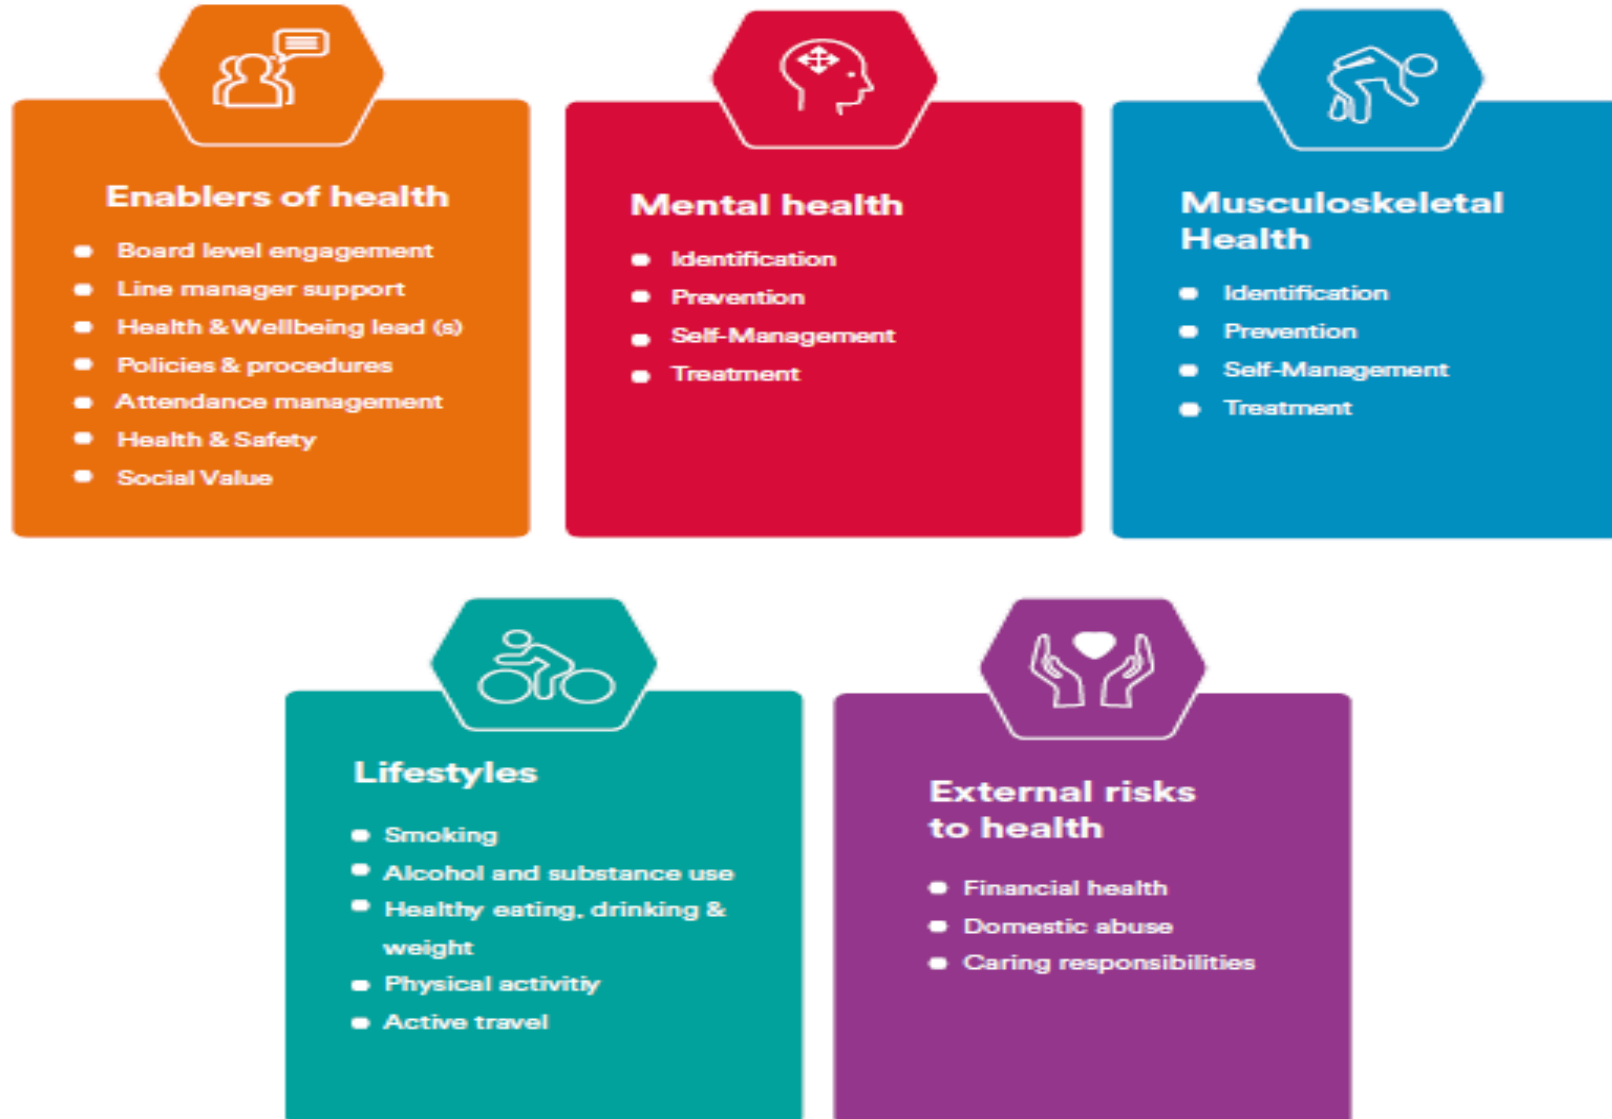 Enablers of health
Board level engagement
Line manager support
Health & Wellbeing lead (s)
Policies & procedures
Attendance management
Health & Safety
Social Value
Mental health
Identification
Prevention
Self-Management
Treatment
Musculoskeletal
Health
Identification
Prevention
Self-Management
Treatment
Lifestyles
Smoking
Alcohol and substance use
Healthy eating, drinking &
weight
Physical activitiy
Active travel
External risks
to health
Financial health
Domestic abuse
Caring responsibilities